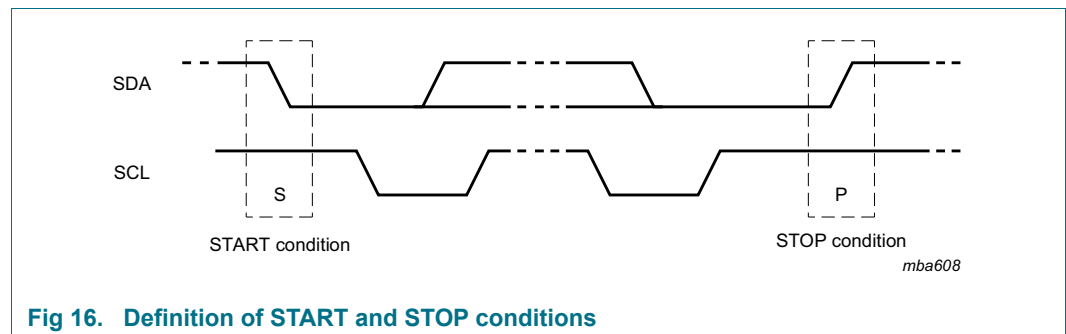 SDA
SCL
S
P
START condition
STOP condition
mba608
Fig 16. Definition of START and STOP conditions